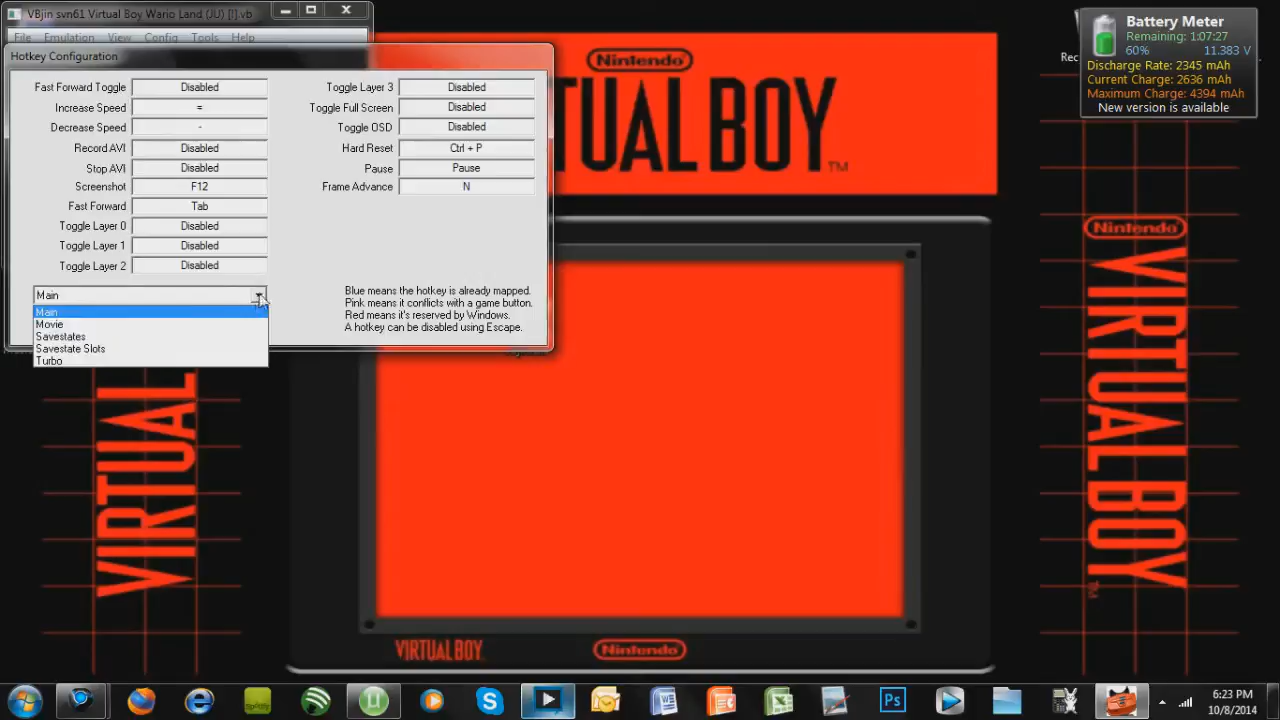 VBjin svn61 Virtual Boy Wario Land (JU) [!].vb
File Emulation Video Config Tools Help
Hotkey Configuration
Fast Forward Toggle Disabled
Increase Speed =
Decrease Speed -
Record AVI Disabled
Stop AVI Disabled
Screenshot F12
Fast Forward Tab
Toggle Layer 0 Disabled
Toggle Layer 1 Disabled
Toggle Layer 2 Disabled
Toggle Layer 3 Disabled
Toggle Full Screen Disabled
Toggle OSD Disabled
Hard Reset Ctrl + P
Pause Pause
Frame Advance N
Main
Main
Movie
Savestates
Savestate Slots
Turbo
Blue means the hotkey is already mapped.
Pink means it conflicts with a game button.
Red means it's reserved by Windows.
A hotkey can be disabled using Escape.
Nintendo
RTUAL BOY™
Battery Meter
Remaining: 1:07:27
60% 11.383 V
Discharge Rate: 2345 mAh
Current Charge: 2636 mAh
Maximum Charge: 4394 mAh
New version is available
VIRTUAL
Nintendo
VIRTUAL BOY™
VIRTUAL BOY
Nintendo
Spotify
S
W
P
X
Ps
6:23 PM
10/8/2014